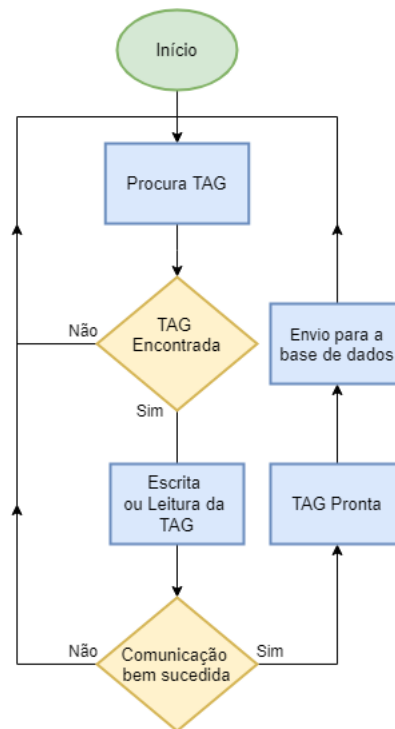 Início
Procura TAG
Não
TAG
Encontrada
Sim
Envio para a
base de dados
Escrita
ou Leitura da
TAG
TAG Pronta
Não
Comunicação
bem sucedida
Sim